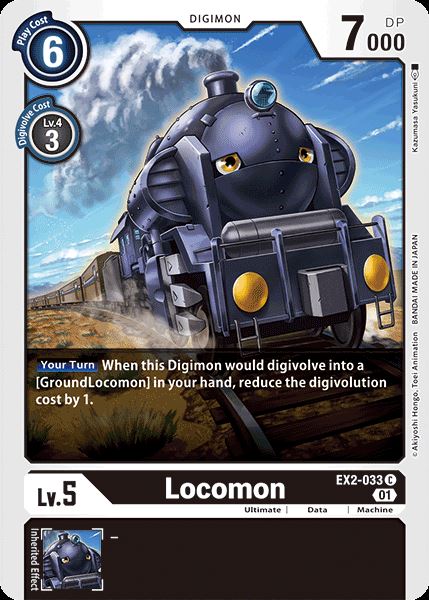 Play Cost
6
DIGIMON
7000
DP
Digivolve Cost
Lv.4
3
Kazumasa Yasukuni
Your Turn When this Digimon would digivolve into a
[GroundLocomon] in your hand, reduce the digivolution
cost by 1.
©Akiyoshi Hongo, Toei Animation BANDAI MADE IN JAPAN
Lv.5
Locomon
EX2-033 C
01
Ultimate | Data | Machine
Inherited Effect
–